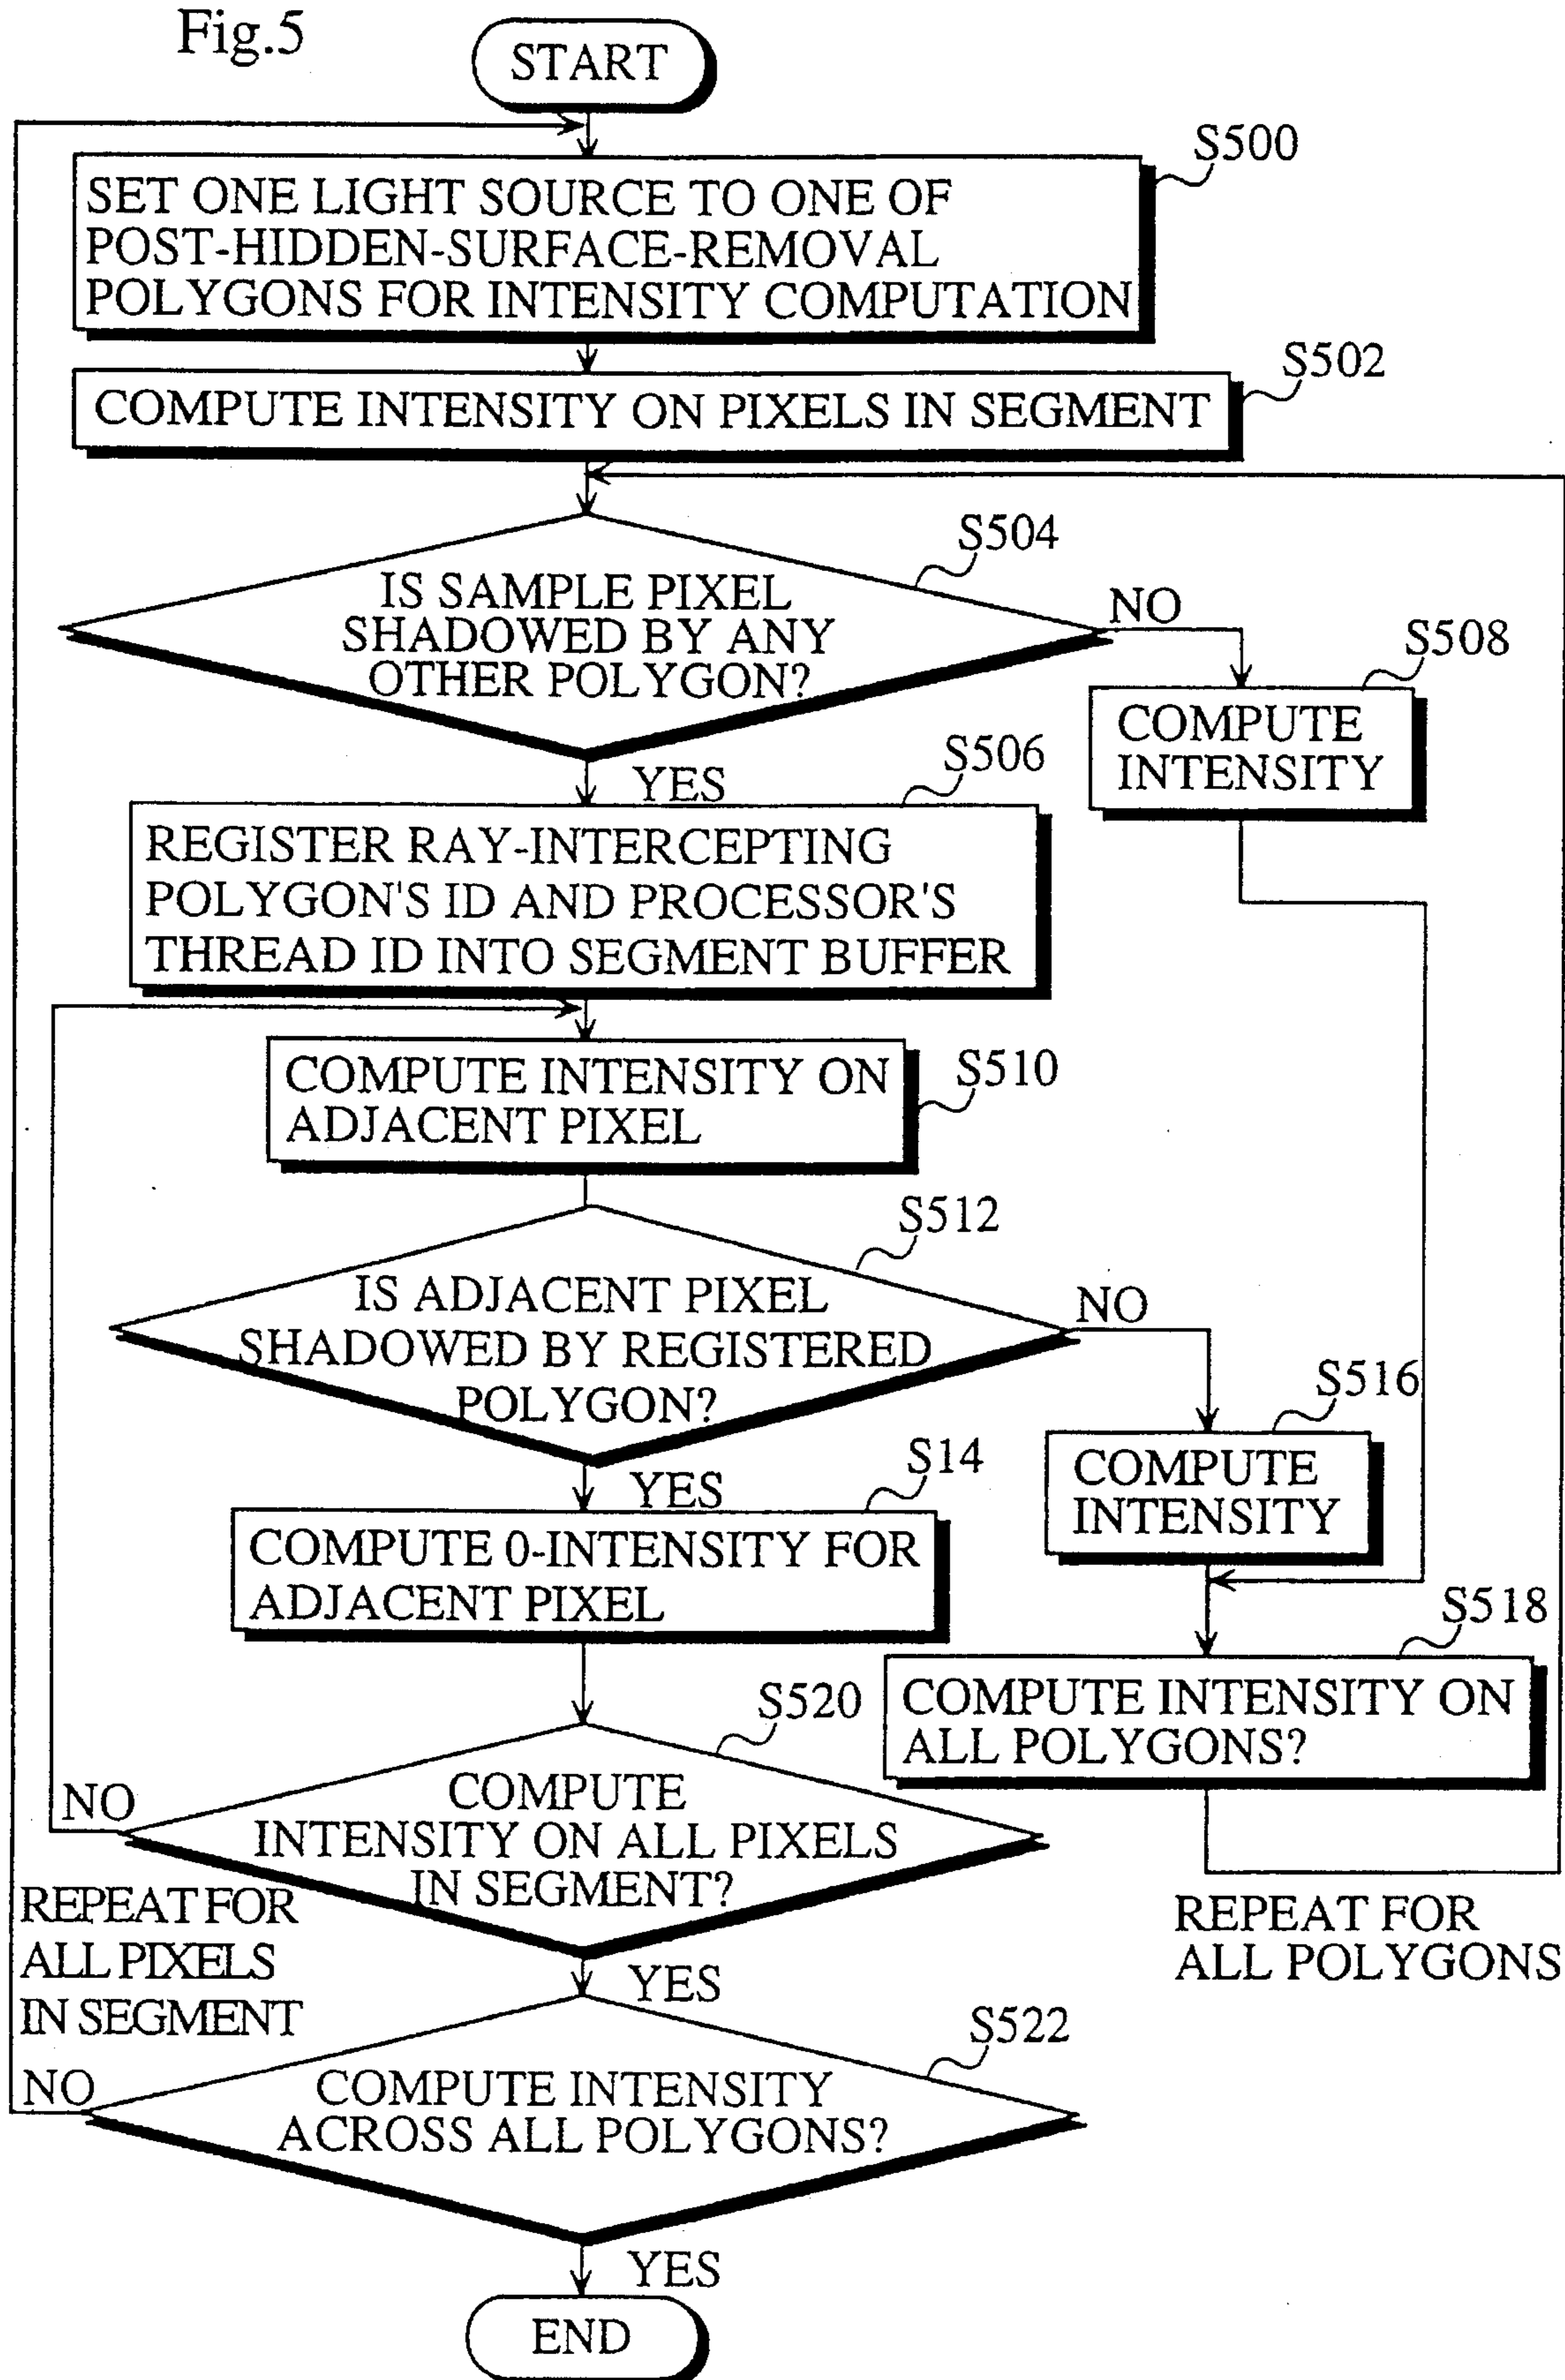 Fig.5
START
S500
SET ONE LIGHT SOURCE TO ONE OF
POST-HIDDEN-SURFACE-REMOVAL
POLYGONS FOR INTENSITY COMPUTATION
S502
COMPUTE INTENSITY ON PIXELS IN SEGMENT
S504
IS SAMPLE PIXEL
SHADOWED BY ANY
OTHER POLYGON?
NO
S508
COMPUTE
INTENSITY
YES
S506
REGISTER RAY-INTERCEPTING
POLYGON'S ID AND PROCESSOR'S
THREAD ID INTO SEGMENT BUFFER
COMPUTE INTENSITY ON
ADJACENT PIXEL
S510
S512
IS ADJACENT PIXEL
SHADOWED BY REGISTERED
POLYGON?
NO
S516
COMPUTE
INTENSITY
YES
S14
COMPUTE 0-INTENSITY FOR
ADJACENT PIXEL
S518
COMPUTE INTENSITY ON
ALL POLYGONS?
S520
COMPUTE
INTENSITY ON ALL PIXELS
IN SEGMENT?
NO
REPEAT FOR
ALL PIXELS
IN SEGMENT
REPEAT FOR
ALL POLYGONS
YES
S522
COMPUTE INTENSITY
ACROSS ALL POLYGONS?
NO
YES
END